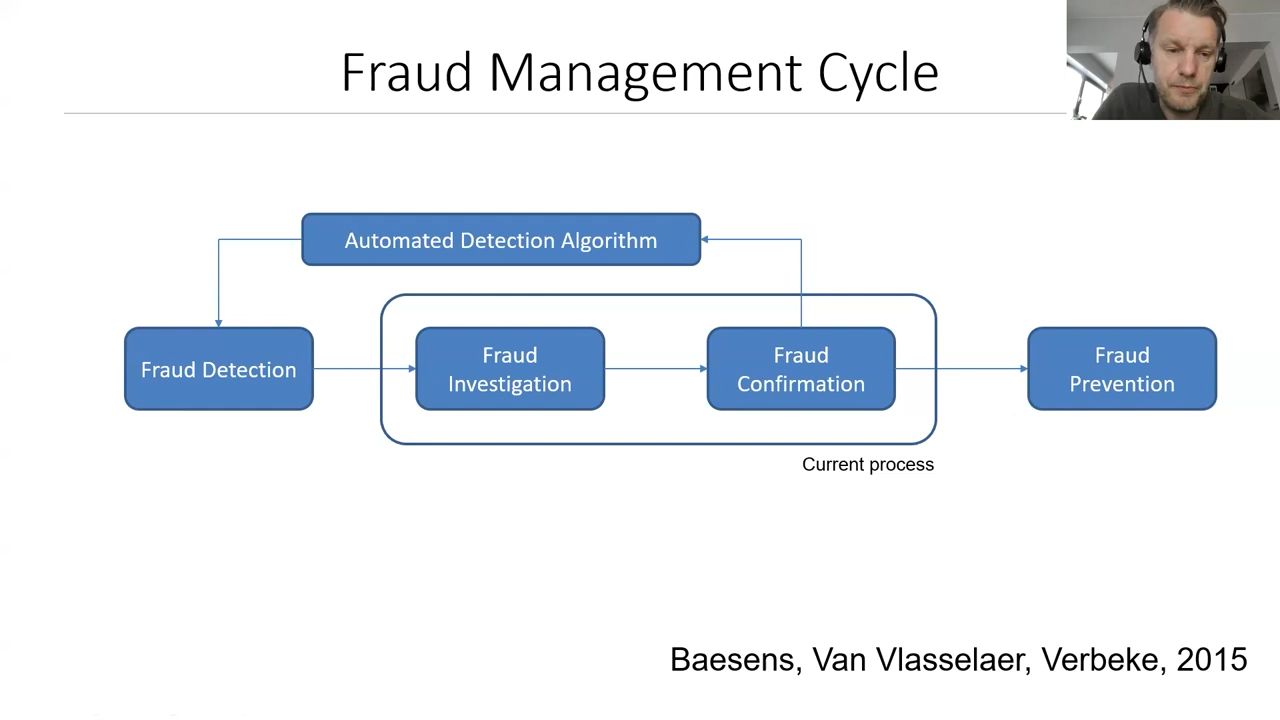 Fraud Management Cycle
Automated Detection Algorithm
Fraud Detection
Fraud
Investigation
Fraud
Confirmation
Fraud
Prevention
Current process
Baesens, Van Vlasselaer, Verbeke, 2015